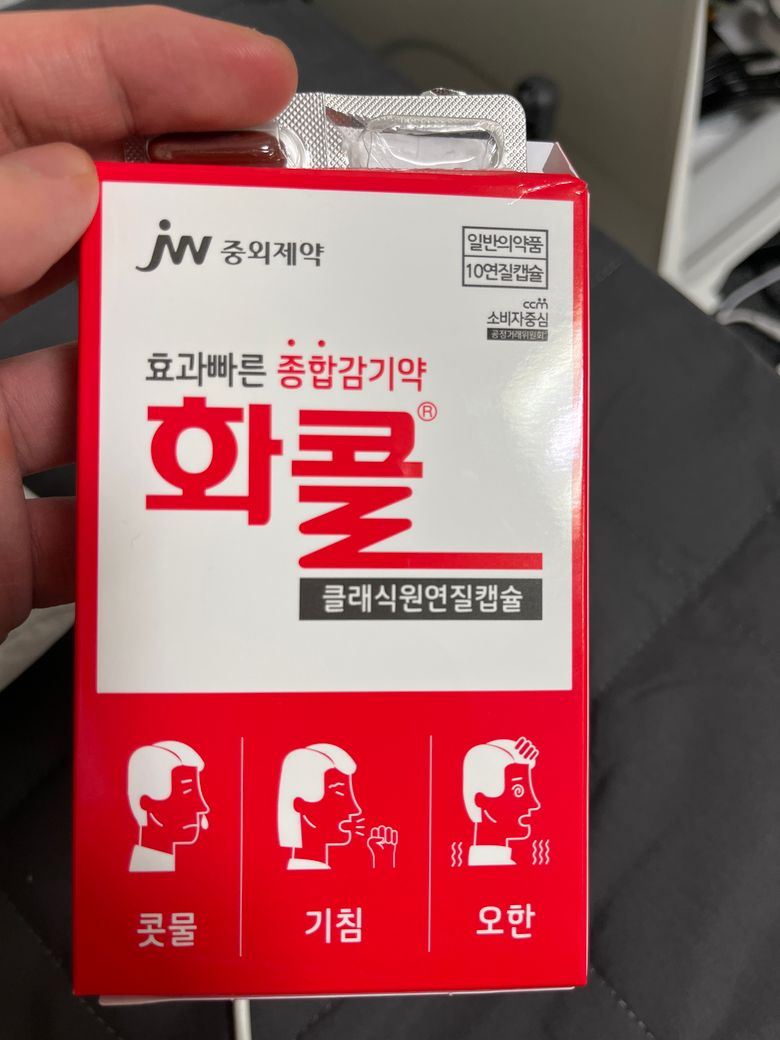 jw 중외제약
일반의약품
10연질캡슐
ccm
소비자중심
공정거래위원회
효과빠른 종합감기약
화콜®
클래식원연질캡슐
콧물
기침
오한